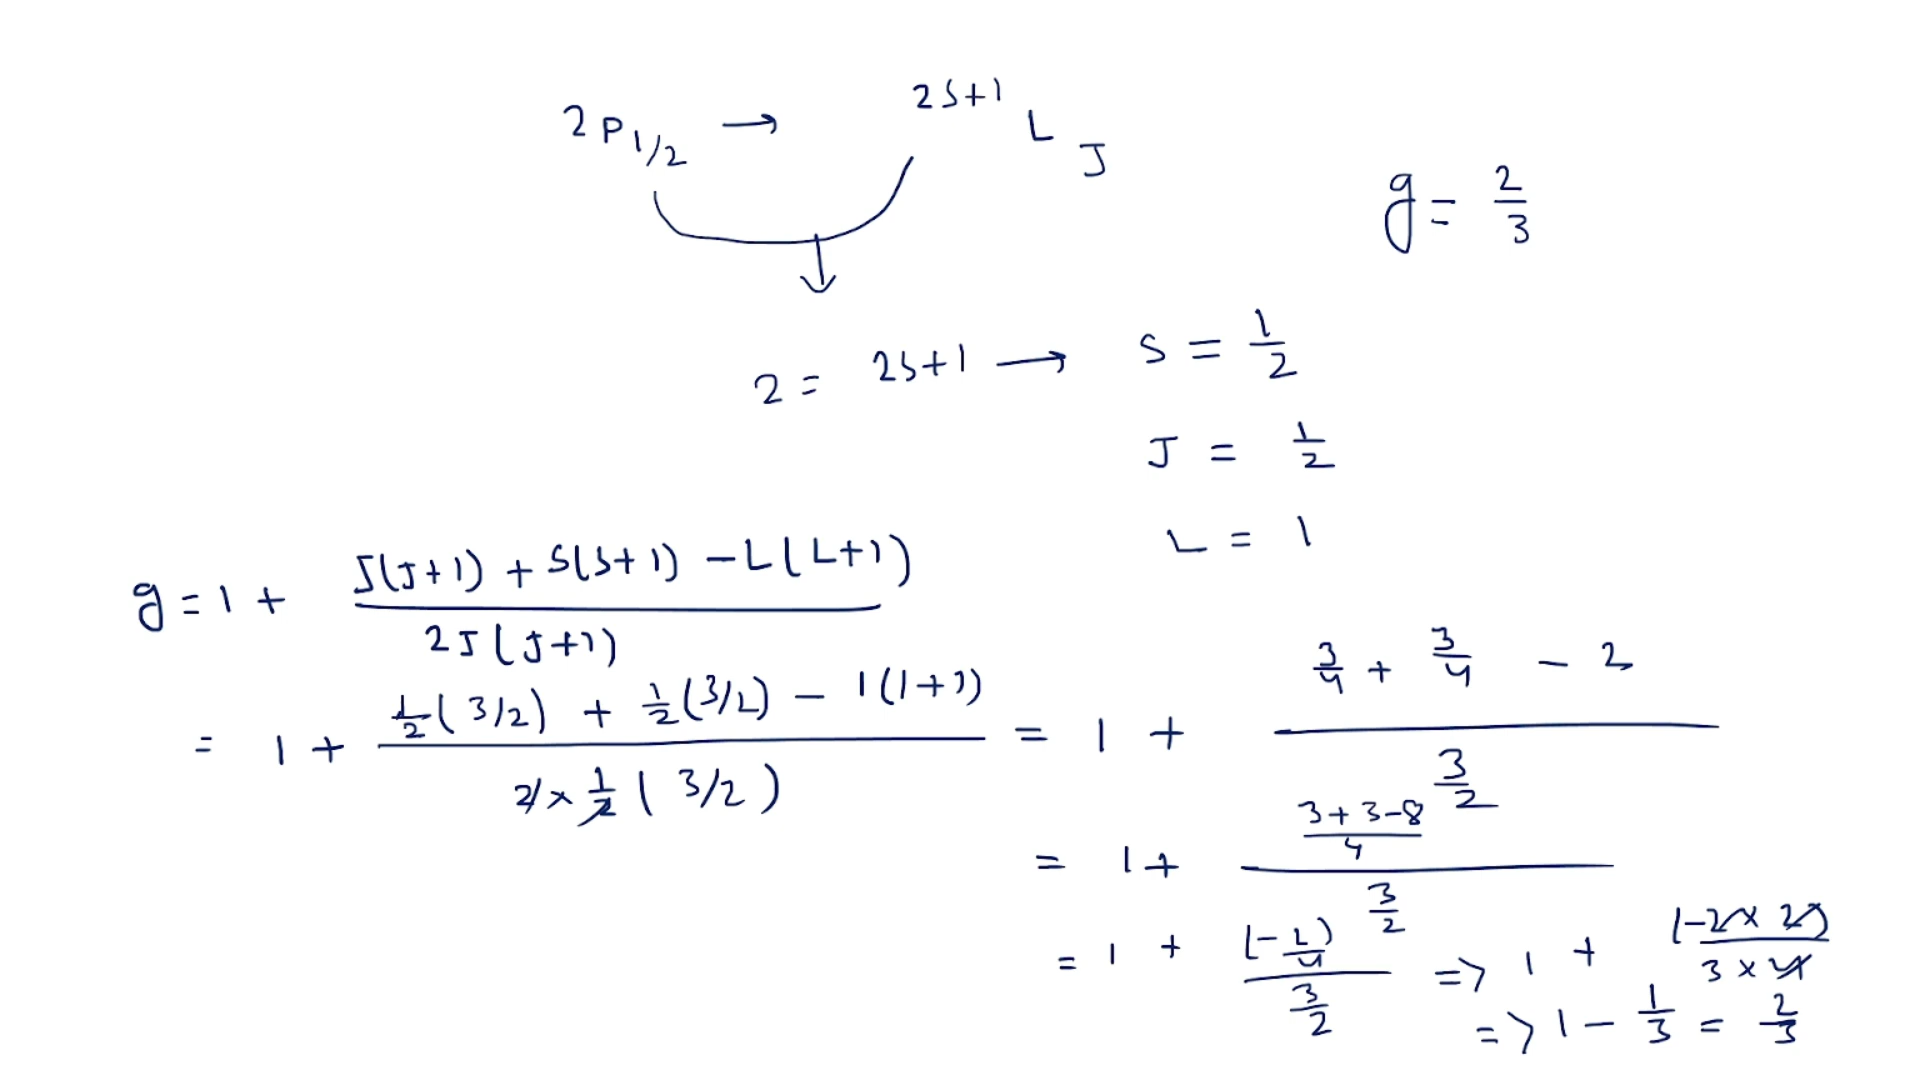 2P1/2 → 2S+1 L J
g = 2/3
2 = 2S+1 → S = 1/2
J = 1/2
L = 1
g = 1 + (J(J+1) + S(S+1) - L(L+1)) / 2J(J+1)
= 1 + (1/2(3/2) + 1/2(3/2) - 1(1+1)) / (2 × 1/2(3/2)) = 1 + (3/4 + 3/4 - 2) / (3/2)
= 1 + ((3+3-8)/4) / (3/2)
= 1 + (-2/4) / (3/2) => 1 + (-2 × 2) / (3 × 4)
=> 1 - 1/3 = 2/3